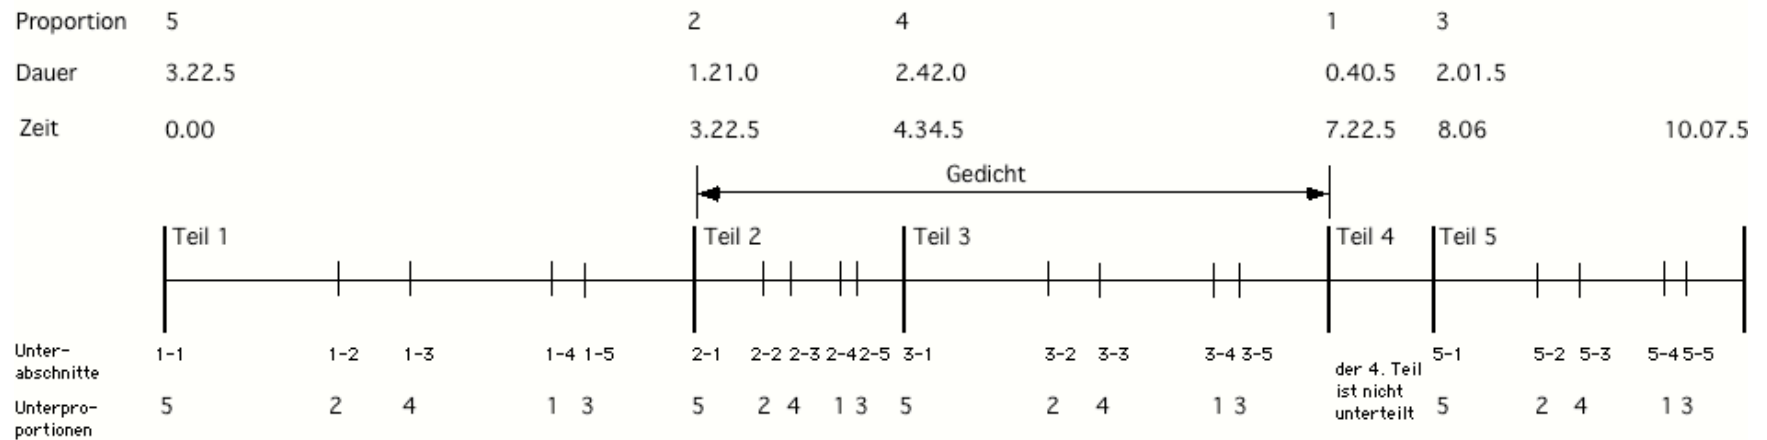 Proportion 5 2 4 1 3
Dauer 3.22.5 1.21.0 2.42.0 0.40.5 2.01.5
Zeit 0.00 3.22.5 4.34.5 7.22.5 8.06 10.07.5
Gedicht
Teil 1 Teil 2 Teil 3 Teil 4 Teil 5
Unter-
abschnitte
1-1 1-2 1-3 1-4 1-5 2-1 2-2 2-3 2-4 2-5 3-1 3-2 3-3 3-4 3-5 5-1 5-2 5-3 5-4 5-5
der 4. Teil
ist nicht
unterteilt
Unterpro-
portionen
5 2 4 1 3 5 2 4 1 3 5 2 4 1 3 5 2 4 1 3